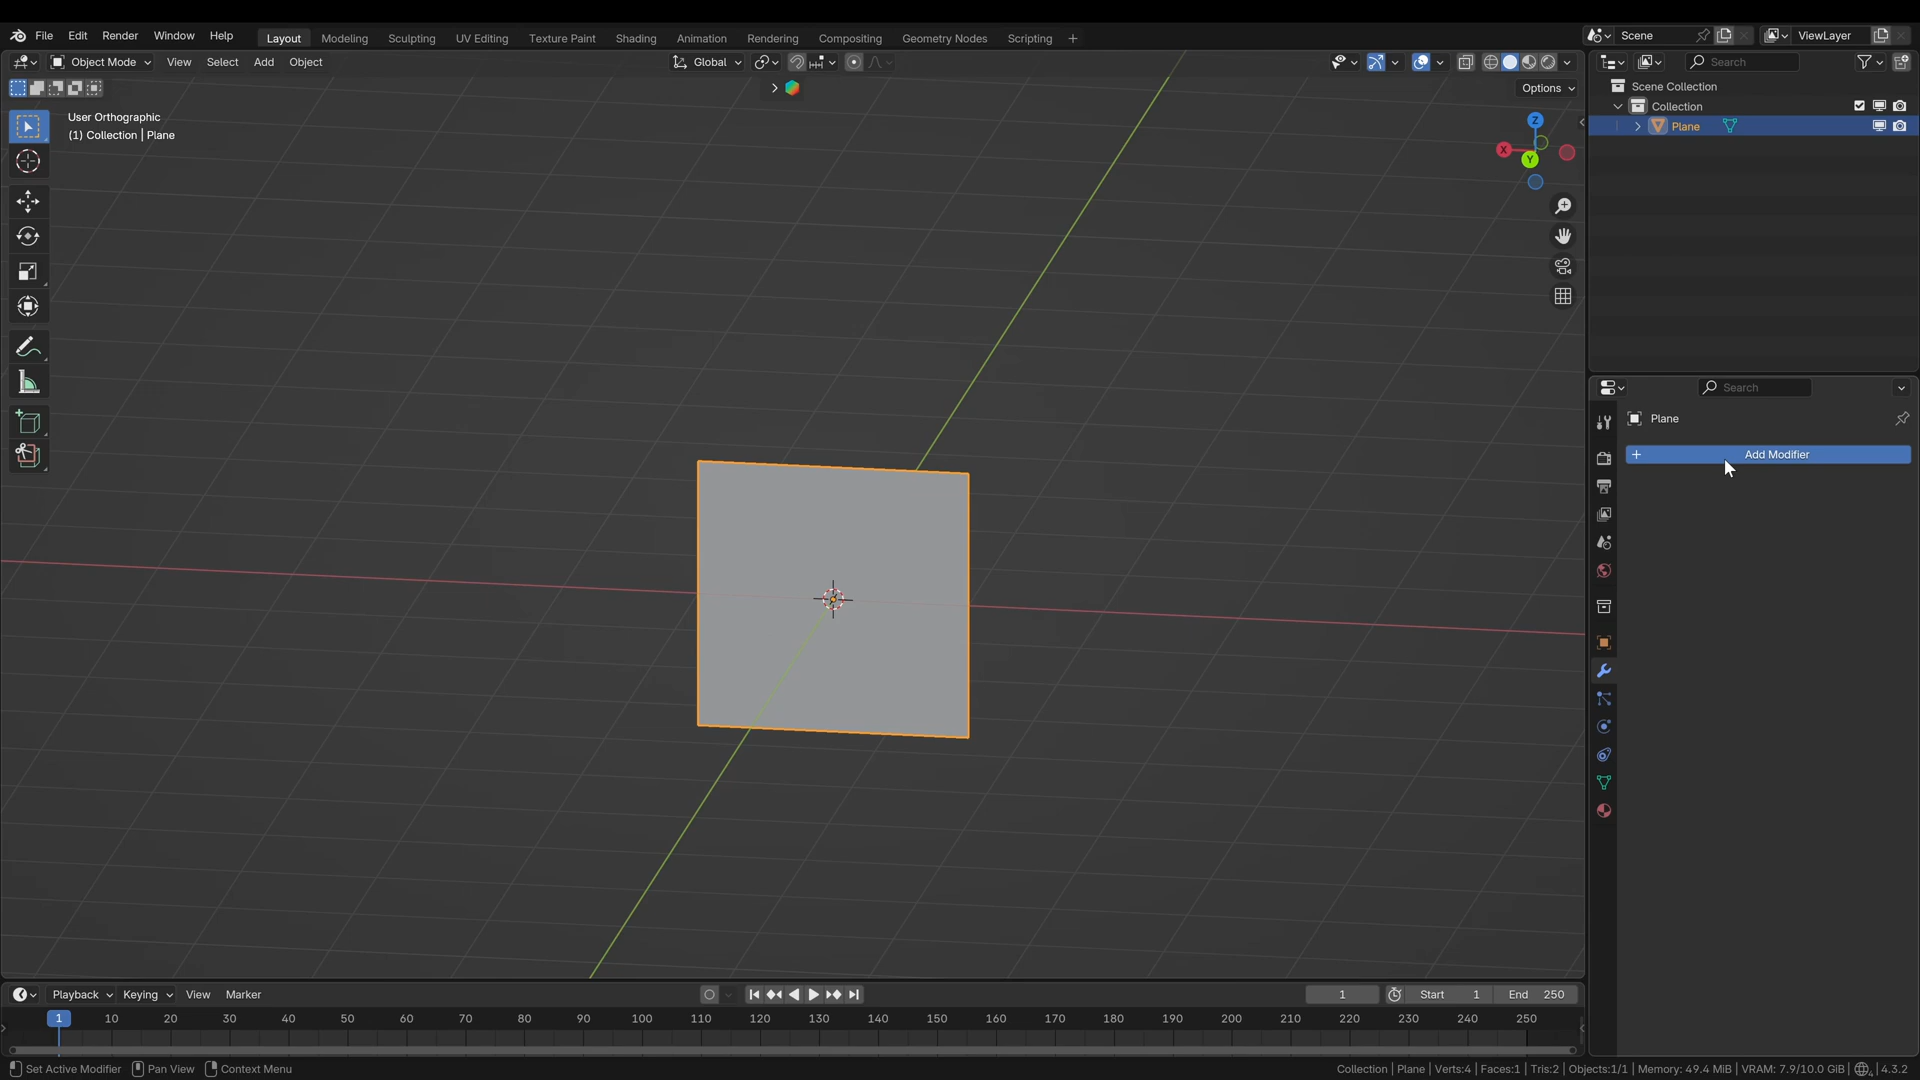 File Edit Render Window Help Layout Modeling Sculpting UV Editing Texture Paint Shading Animation Rendering Compositing Geometry Nodes Scripting + Scene ViewLayer
Object Mode View Select Add Object Global Search
Options
User Orthographic
(1) Collection | Plane
Scene Collection
Collection
Plane
Z
X
Y
Search
Plane
+ Add Modifier
Playback Keying View Marker 1 Start 1 End 250
1 10 20 30 40 50 60 70 80 90 100 110 120 130 140 150 160 170 180 190 200 210 220 230 240 250
Set Active Modifier Pan View Context Menu Collection | Plane | Verts:4 | Faces:1 | Tris:2 | Objects:1/1 | Memory: 49.4 MiB | VRAM: 7.9/10.0 GiB | 4.3.2